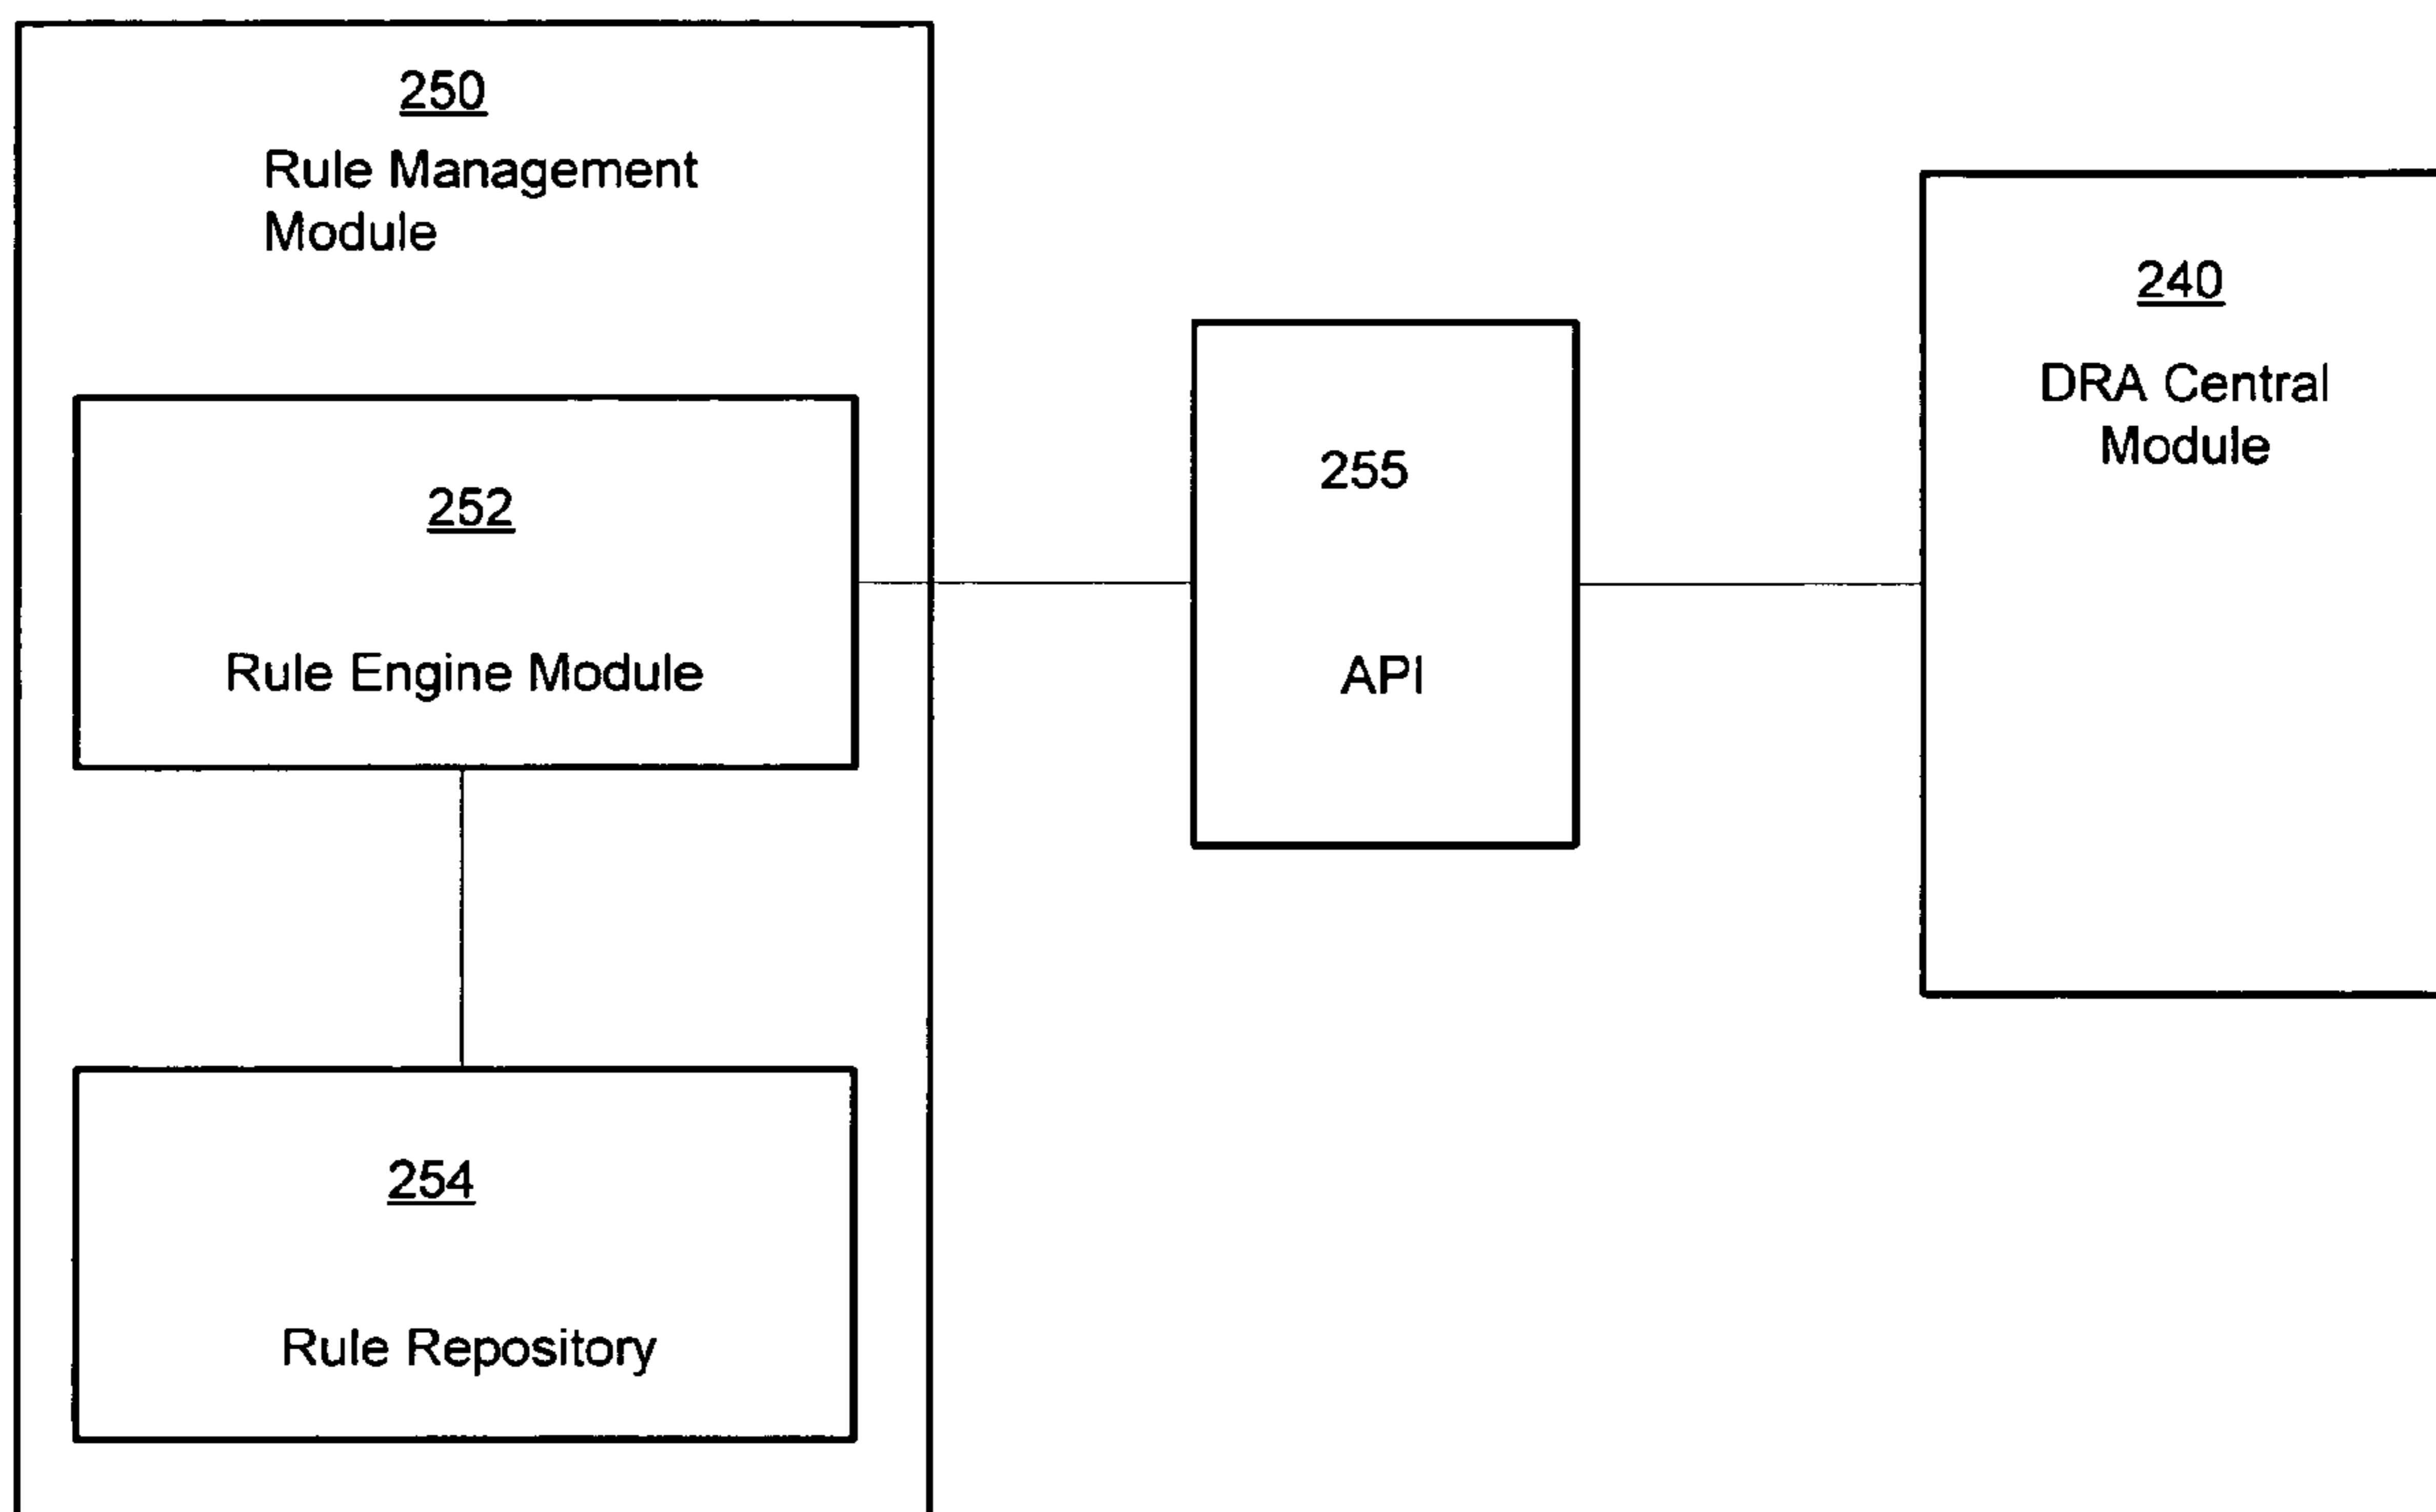 250
Rule Management
Module
252
Rule Engine Module
254
Rule Repository
255
API
240
DRA Central
Module